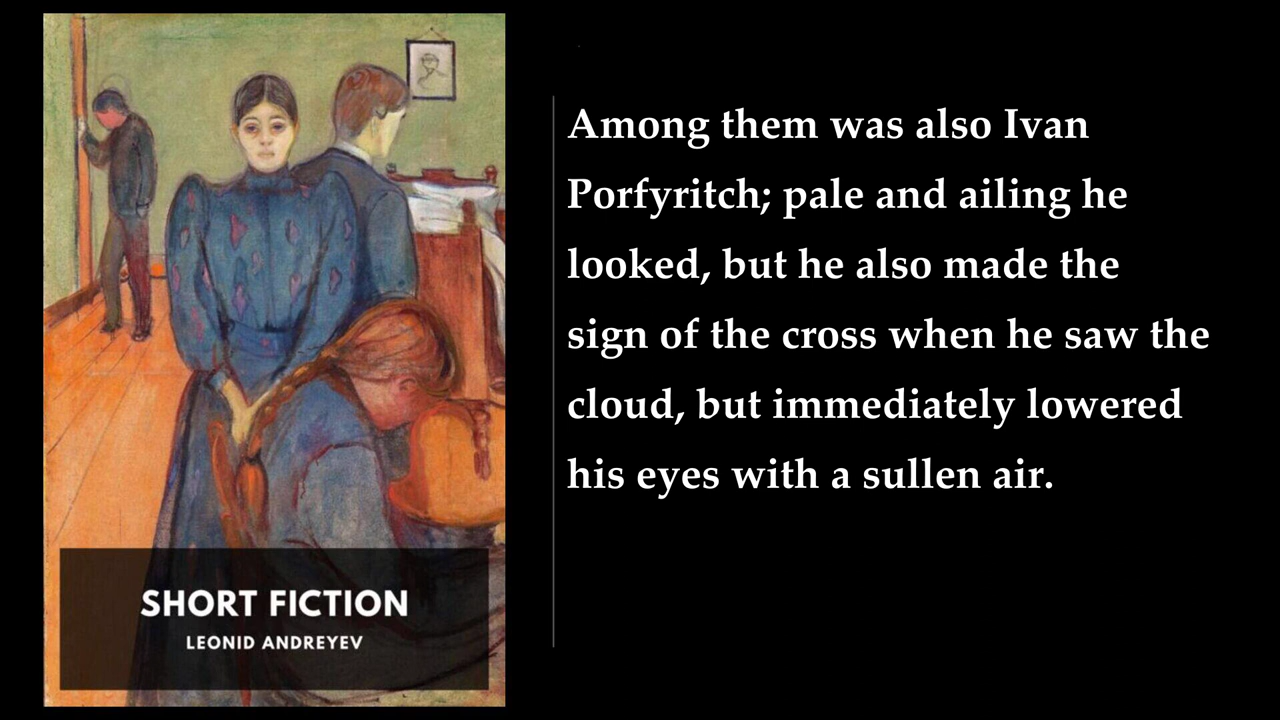 SHORT FICTION
LEONID ANDREYEV
Among them was also Ivan
Porfyritch; pale and ailing he
looked, but he also made the
sign of the cross when he saw the
cloud, but immediately lowered
his eyes with a sullen air.